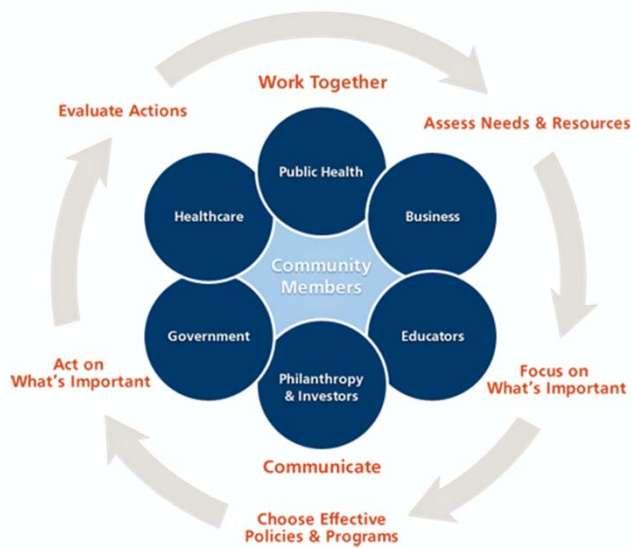 Work Together
Evaluate Actions
Assess Needs & Resources
Public Health
Healthcare
Business
Community
Members
Government
Educators
Act on
What's Important
Focus on
What's Important
Philanthropy
& Investors
Communicate
Choose Effective
Policies & Programs